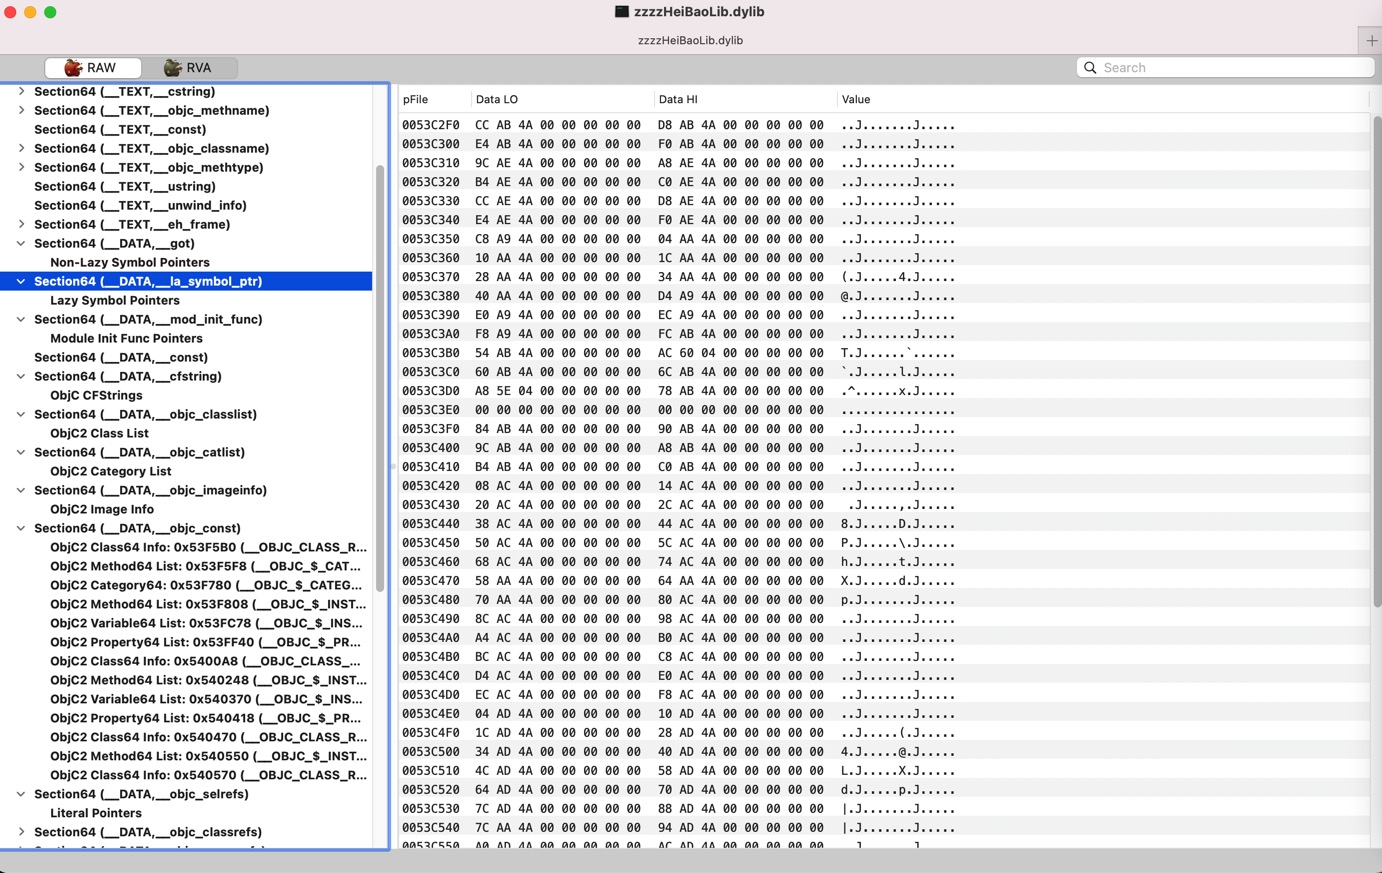 zzzzHeiBaoLib.dylib
zzzzHeiBaoLib.dylib
RAW
RVA
Search
Section64 (__TEXT,__cstring)
Section64 (__TEXT,__objc_methname)
Section64 (__TEXT,__const)
Section64 (__TEXT,__objc_classname)
Section64 (__TEXT,__objc_methtype)
Section64 (__TEXT,__ustring)
Section64 (__TEXT,__unwind_info)
Section64 (__TEXT,__eh_frame)
Section64 (__DATA,__got)
Non-Lazy Symbol Pointers
Section64 (__DATA,__la_symbol_ptr)
Lazy Symbol Pointers
Section64 (__DATA,__mod_init_func)
Module Init Func Pointers
Section64 (__DATA,__const)
Section64 (__DATA,__cfstring)
ObjC CFStrings
Section64 (__DATA,__objc_classlist)
ObjC2 Class List
Section64 (__DATA,__objc_catlist)
ObjC2 Category List
Section64 (__DATA,__objc_imageinfo)
ObjC2 Image Info
Section64 (__DATA,__objc_const)
ObjC2 Class64 Info: 0x53F5B0 (__OBJC_CLASS_R...
ObjC2 Method64 List: 0x53F5F8 (__OBJC_$_CAT...
ObjC2 Category64: 0x53F780 (__OBJC_$_CATEG...
ObjC2 Method64 List: 0x53F808 (__OBJC_$_INST...
ObjC2 Variable64 List: 0x53FC78 (__OBJC_$_INS...
ObjC2 Property64 List: 0x53FF40 (__OBJC_$_PR...
ObjC2 Class64 Info: 0x5400A8 (__OBJC_CLASS_...
ObjC2 Method64 List: 0x540248 (__OBJC_$_INST...
ObjC2 Variable64 List: 0x540370 (__OBJC_$_INS...
ObjC2 Property64 List: 0x540418 (__OBJC_$_PR...
ObjC2 Class64 Info: 0x540470 (__OBJC_CLASS_R...
ObjC2 Method64 List: 0x540550 (__OBJC_$_INST...
ObjC2 Class64 Info: 0x540570 (__OBJC_CLASS_R...
Section64 (__DATA,__objc_selrefs)
Literal Pointers
Section64 (__DATA,__objc_classrefs)
pFile Data LO Data HI Value
0053C2F0 CC AB 4A 00 00 00 00 00 D8 AB 4A 00 00 00 00 00 ..J.......J.....
0053C300 E4 AB 4A 00 00 00 00 00 F0 AB 4A 00 00 00 00 00 ..J.......J.....
0053C310 9C AE 4A 00 00 00 00 00 A8 AE 4A 00 00 00 00 00 ..J.......J.....
0053C320 B4 AE 4A 00 00 00 00 00 C0 AE 4A 00 00 00 00 00 ..J.......J.....
0053C330 CC AE 4A 00 00 00 00 00 D8 AE 4A 00 00 00 00 00 ..J.......J.....
0053C340 E4 AE 4A 00 00 00 00 00 F0 AE 4A 00 00 00 00 00 ..J.......J.....
0053C350 C8 A9 4A 00 00 00 00 00 04 AA 4A 00 00 00 00 00 ..J.......J.....
0053C360 10 AA 4A 00 00 00 00 00 1C AA 4A 00 00 00 00 00 ..J.......J.....
0053C370 28 AA 4A 00 00 00 00 00 34 AA 4A 00 00 00 00 00 (.J.....4.J.....
0053C380 40 AA 4A 00 00 00 00 00 D4 A9 4A 00 00 00 00 00 @.J.......J.....
0053C390 E0 A9 4A 00 00 00 00 00 EC A9 4A 00 00 00 00 00 ..J.......J.....
0053C3A0 F8 A9 4A 00 00 00 00 00 FC AB 4A 00 00 00 00 00 ..J.......J.....
0053C3B0 54 AB 4A 00 00 00 00 00 AC 60 04 00 00 00 00 00 T.J......`......
0053C3C0 60 AB 4A 00 00 00 00 00 6C AB 4A 00 00 00 00 00 `.J.....l.J.....
0053C3D0 A8 5E 04 00 00 00 00 00 78 AB 4A 00 00 00 00 00 .^......x.J.....
0053C3E0 00 00 00 00 00 00 00 00 00 00 00 00 00 00 00 00 ................
0053C3F0 84 AB 4A 00 00 00 00 00 90 AB 4A 00 00 00 00 00 ..J.......J.....
0053C400 9C AB 4A 00 00 00 00 00 A8 AB 4A 00 00 00 00 00 ..J.......J.....
0053C410 B4 AB 4A 00 00 00 00 00 C0 AB 4A 00 00 00 00 00 ..J.......J.....
0053C420 08 AC 4A 00 00 00 00 00 14 AC 4A 00 00 00 00 00 ..J.......J.....
0053C430 20 AC 4A 00 00 00 00 00 2C AC 4A 00 00 00 00 00 .J.....,.J.....
0053C440 38 AC 4A 00 00 00 00 00 44 AC 4A 00 00 00 00 00 8.J.....D.J.....
0053C450 50 AC 4A 00 00 00 00 00 5C AC 4A 00 00 00 00 00 P.J.....\.J.....
0053C460 68 AC 4A 00 00 00 00 00 74 AC 4A 00 00 00 00 00 h.J.....t.J.....
0053C470 58 AA 4A 00 00 00 00 00 64 AA 4A 00 00 00 00 00 X.J.....d.J.....
0053C480 70 AA 4A 00 00 00 00 00 80 AC 4A 00 00 00 00 00 p.J.......J.....
0053C490 8C AC 4A 00 00 00 00 00 98 AC 4A 00 00 00 00 00 ..J.......J.....
0053C4A0 A4 AC 4A 00 00 00 00 00 B0 AC 4A 00 00 00 00 00 ..J.......J.....
0053C4B0 BC AC 4A 00 00 00 00 00 C8 AC 4A 00 00 00 00 00 ..J.......J.....
0053C4C0 D4 AC 4A 00 00 00 00 00 E0 AC 4A 00 00 00 00 00 ..J.......J.....
0053C4D0 EC AC 4A 00 00 00 00 00 F8 AC 4A 00 00 00 00 00 ..J.......J.....
0053C4E0 04 AD 4A 00 00 00 00 00 10 AD 4A 00 00 00 00 00 ..J.......J.....
0053C4F0 1C AD 4A 00 00 00 00 00 28 AD 4A 00 00 00 00 00 ..J.....(.J.....
0053C500 34 AD 4A 00 00 00 00 00 40 AD 4A 00 00 00 00 00 4.J.....@.J.....
0053C510 4C AD 4A 00 00 00 00 00 58 AD 4A 00 00 00 00 00 L.J.....X.J.....
0053C520 64 AD 4A 00 00 00 00 00 70 AD 4A 00 00 00 00 00 d.J.....p.J.....
0053C530 7C AD 4A 00 00 00 00 00 88 AD 4A 00 00 00 00 00 |.J.......J.....
0053C540 7C AA 4A 00 00 00 00 00 94 AD 4A 00 00 00 00 00 |.J.......J.....
0053C550 A0 AD 4A 00 00 00 00 00 AC AD 4A 00 00 00 00 00